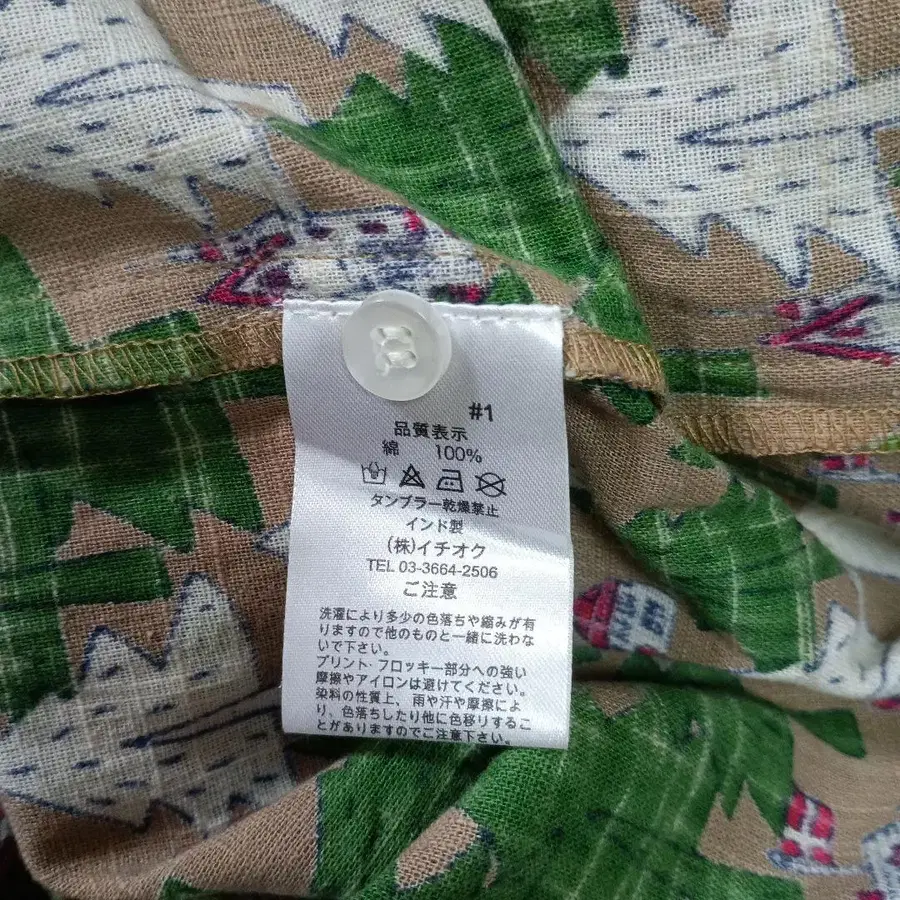 #1
品質表示
綿 100%
タンブラー乾燥禁止
インド製
(株)イチオク
TEL 03-3664-2506
ご注意
洗濯により多少の色落ちや縮みが有
りますので他のものと一緒に洗わな
いで下さい。
プリント・フロッキー部分への強い
摩擦やアイロンは避けてください。
染料の性質上、雨や汗や摩擦によ
り、色落ちしたり他に色移りするこ
とがありますのでご注意下さい。